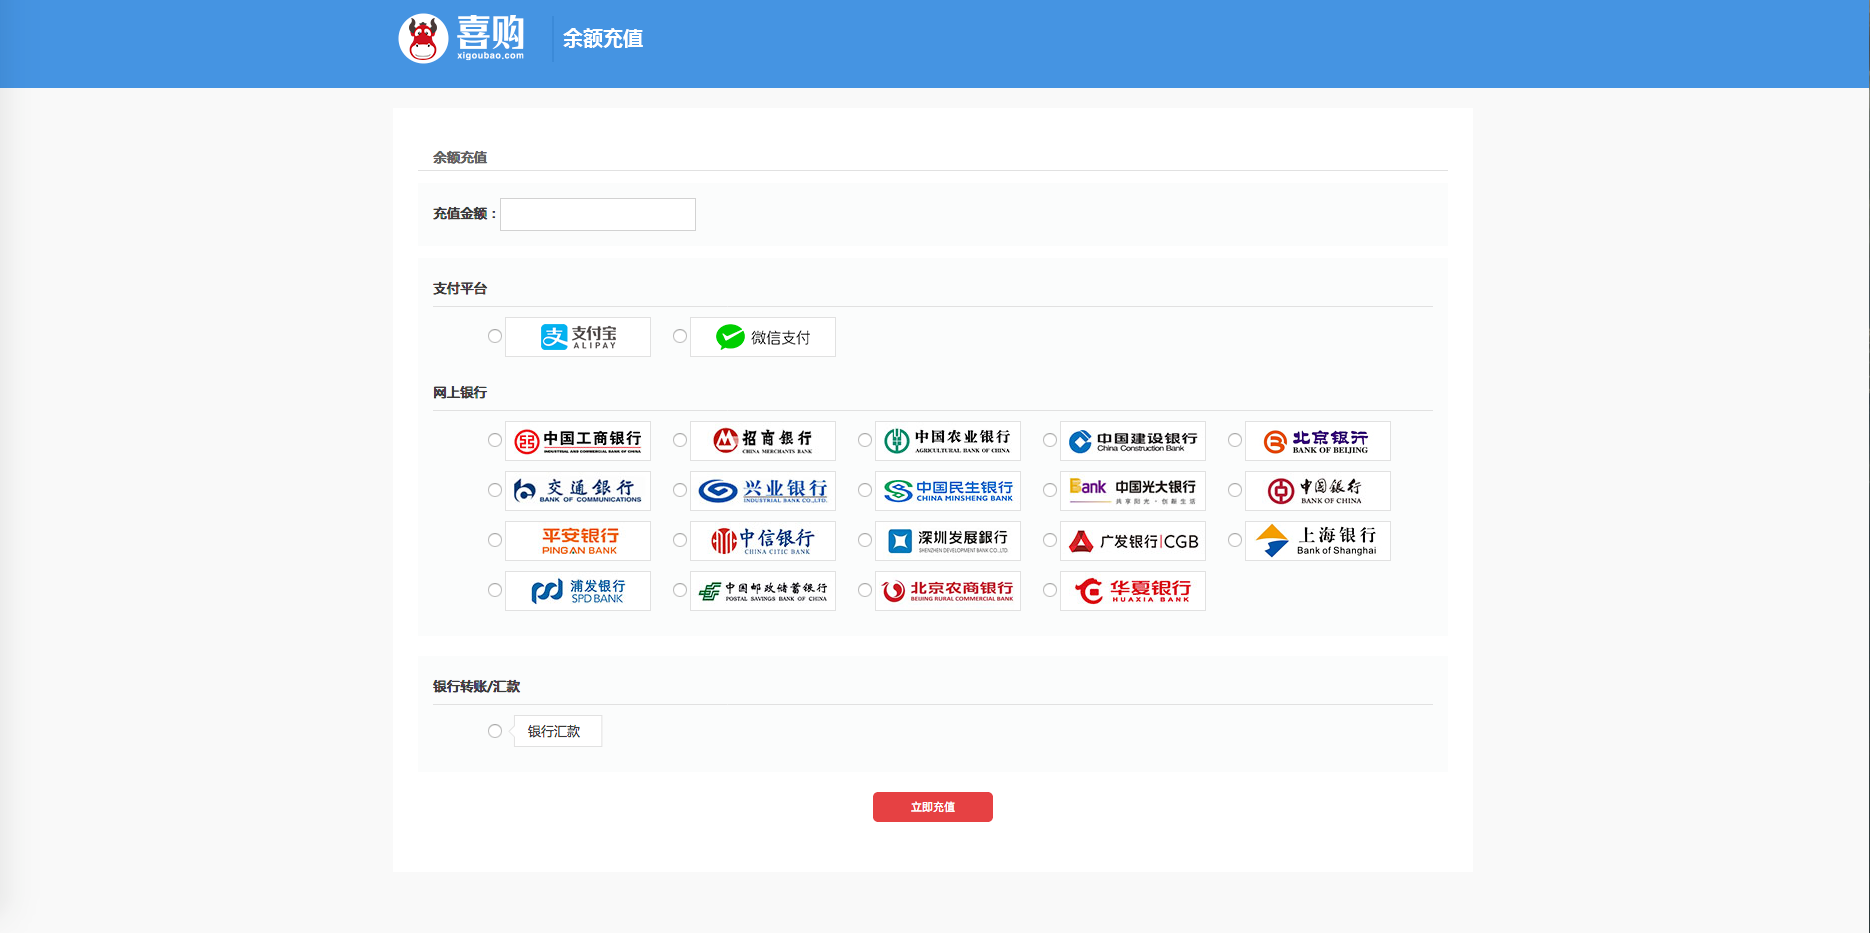 喜购
xigoubao.com
余额充值
余额充值
充值金额：
支付平台
支付宝
ALIPAY
微信支付
网上银行
中国工商银行
INDUSTRIAL AND COMMERCIAL BANK OF CHINA
招商银行
CHINA MERCHANTS BANK
中国农业银行
AGRICULTURAL BANK OF CHINA
中国建设银行
China Construction Bank
北京银行
BANK OF BEIJING
交通銀行
BANK OF COMMUNICATIONS
兴业银行
INDUSTRIAL BANK CO.,LTD.
中国民生银行
CHINA MINSHENG BANK
Bank 中国光大银行
共享阳光·创新生活
中国銀行
BANK OF CHINA
平安银行
PINGAN BANK
中信银行
CHINA CITIC BANK
深圳发展銀行
SHENZHEN DEVELOPMENT BANK CO., LTD
广发银行|CGB
上海银行
Bank of Shanghai
浦发银行
SPD BANK
中国邮政储蓄银行
POSTAL SAVINGS BANK OF CHINA
北京农商银行
BEIJING RURAL COMMERCIAL BANK
华夏银行
HUAXIA BANK
银行转账/汇款
银行汇款
立即充值